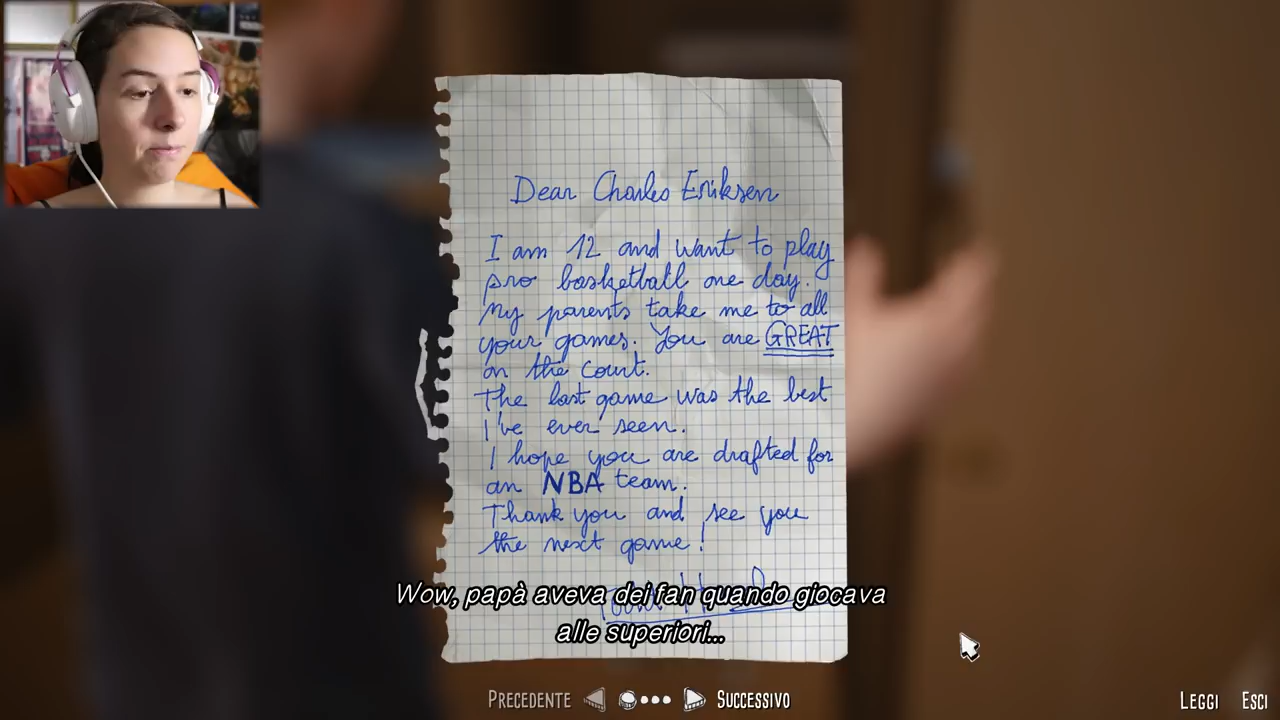 Dear Charles Eriksen
I am 12 and want to play
pro basketball one day.
My parents take me to all
your games. You are GREAT
on the court.
The last game was the best
I've ever seen.
I hope you are drafted for
an NBA team.
Thank you and see you
the next game!
Wow, papà aveva dei fan quando giocava
alle superiori...
PRECEDENTE
SUCCESSIVO
LEGGI
ESCI